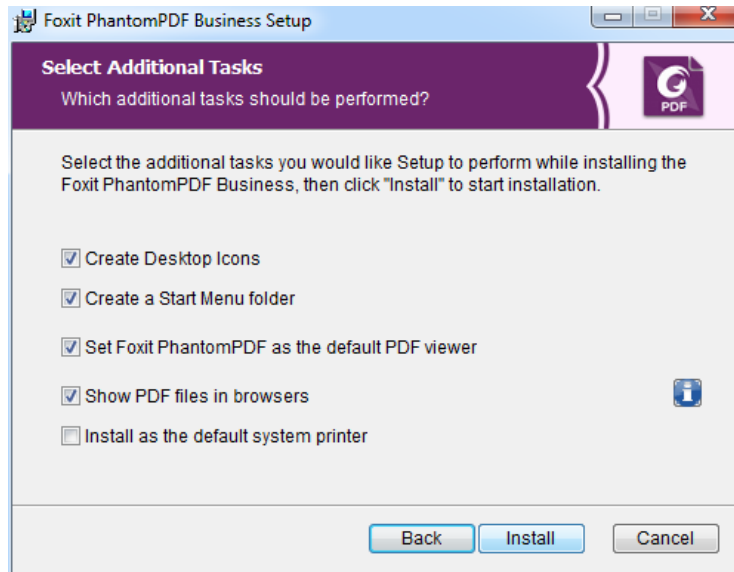 Foxit PhantomPDF Business Setup
Select Additional Tasks
Which additional tasks should be performed?
PDF
Select the additional tasks you would like Setup to perform while installing the
Foxit PhantomPDF Business, then click "Install" to start installation.
Create Desktop Icons
Create a Start Menu folder
Set Foxit PhantomPDF as the default PDF viewer
Show PDF files in browsers
Install as the default system printer
Back Install Cancel